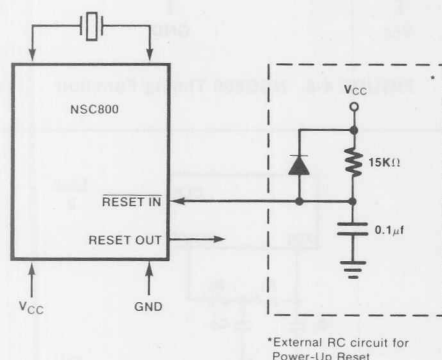 NSC800
RESET IN
RESET OUT
VCC
GND
*
VCC
15KΩ
0.1µf
*External RC circuit for
Power-Up Reset